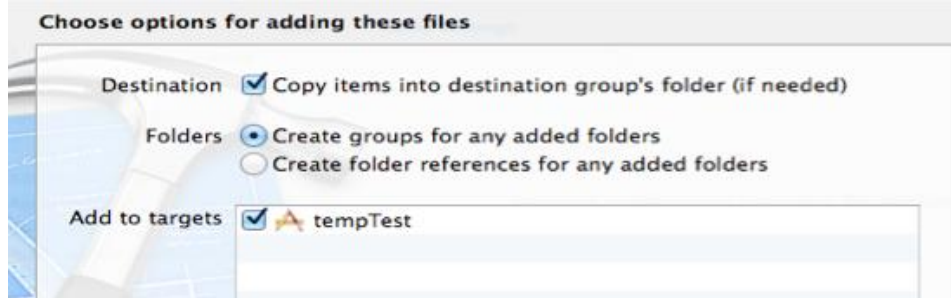 Choose options for adding these files
Destination Copy items into destination group's folder (if needed)
Folders Create groups for any added folders
Create folder references for any added folders
Add to targets tempTest